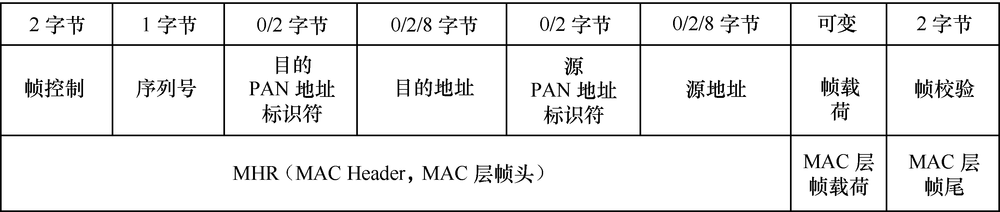 2 字节
1 字节
0/2 字节
0/2/8 字节
0/2 字节
0/2/8 字节
可变
2 字节
帧控制
序列号
目的
PAN 地址
标识符
目的地址
源
PAN 地址
标识符
源地址
帧载
荷
帧校验
MHR（MAC Header，MAC 层帧头）
MAC 层
帧载荷
MAC 层
帧尾